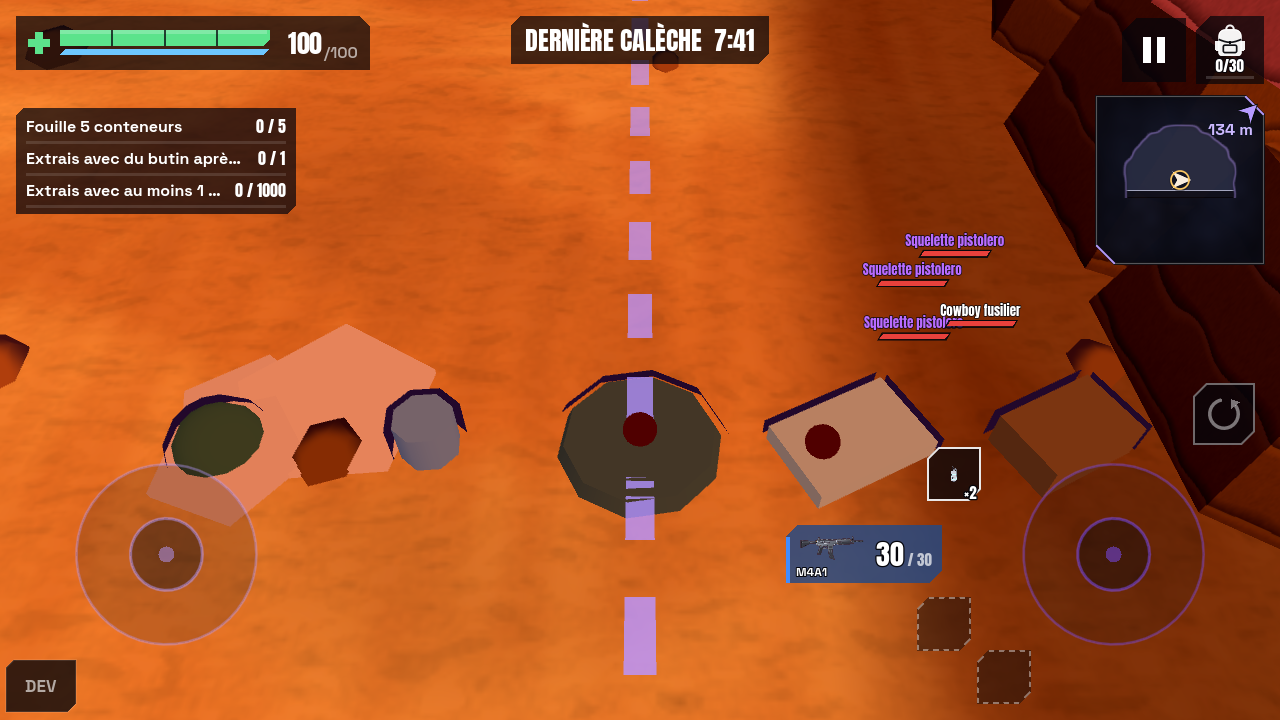 100/100
DERNIÈRE CALÈCHE 7:41
0/30
Fouille 5 conteneurs 0 / 5
Extrais avec du butin aprè... 0 / 1
Extrais avec au moins 1 ... 0 / 1000
134 m
Squelette pistolero
Squelette pistolero
Cowboy fusilier
Squelette
×2
M4A1 30 / 30
DEV